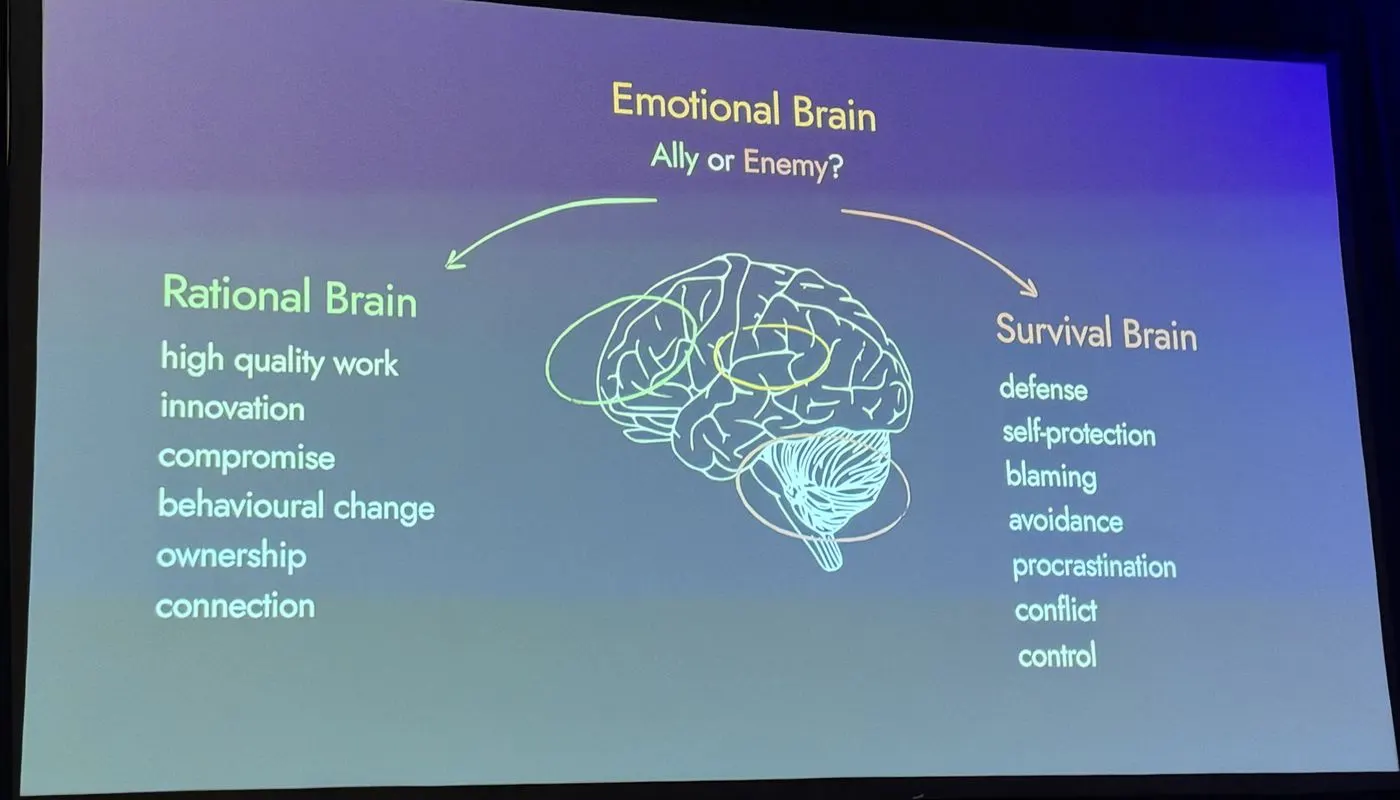 Emotional Brain
Ally or Enemy?
Rational Brain
high quality work
innovation
compromise
behavioural change
ownership
connection
Survival Brain
defense
self-protection
blaming
avoidance
procrastination
conflict
control